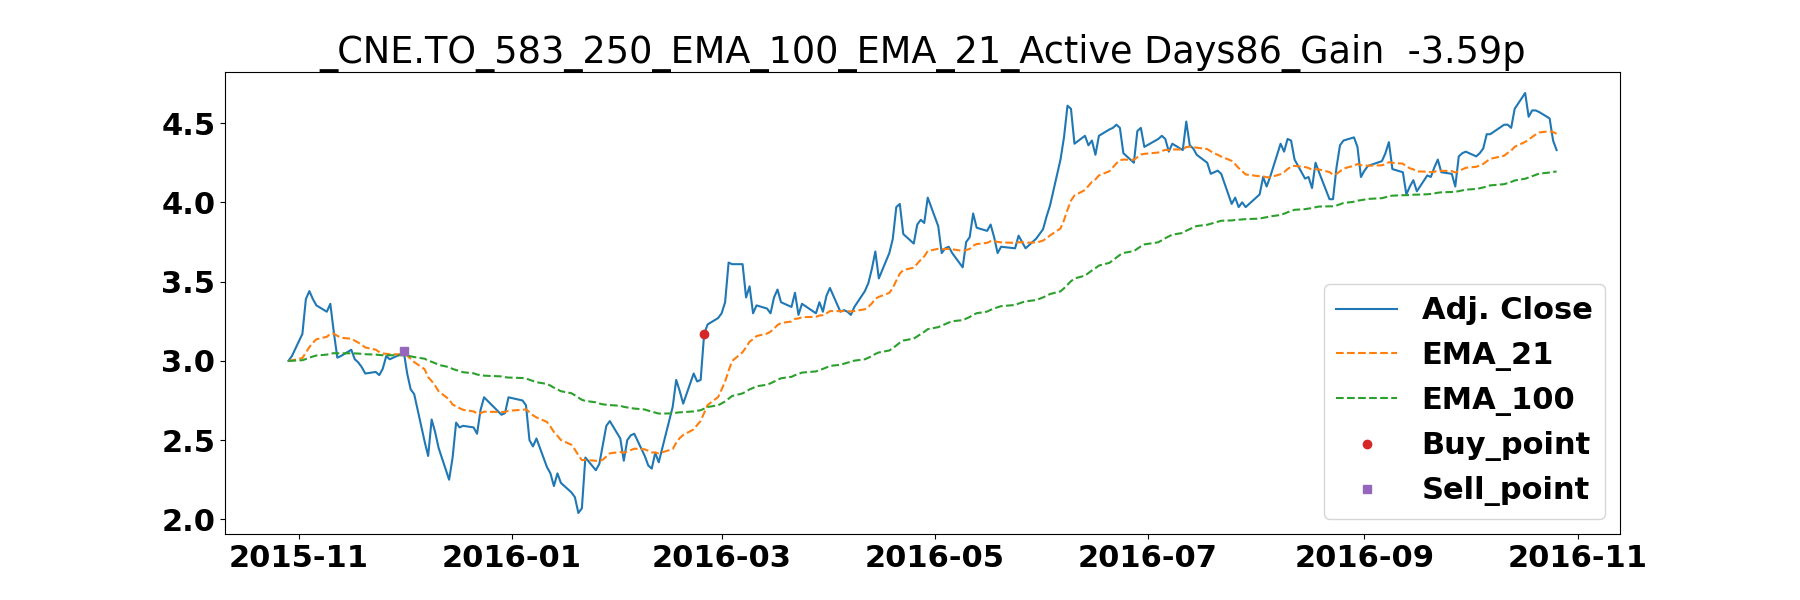 _CNE.TO_583_250_EMA_100_EMA_21_Active Days86_Gain  -3.59p
4.5
4.0
3.5
3.0
2.5
2.0
2015-11 2016-01 2016-03 2016-05 2016-07 2016-09 2016-11
Adj. Close
EMA_21
EMA_100
Buy_point
Sell_point